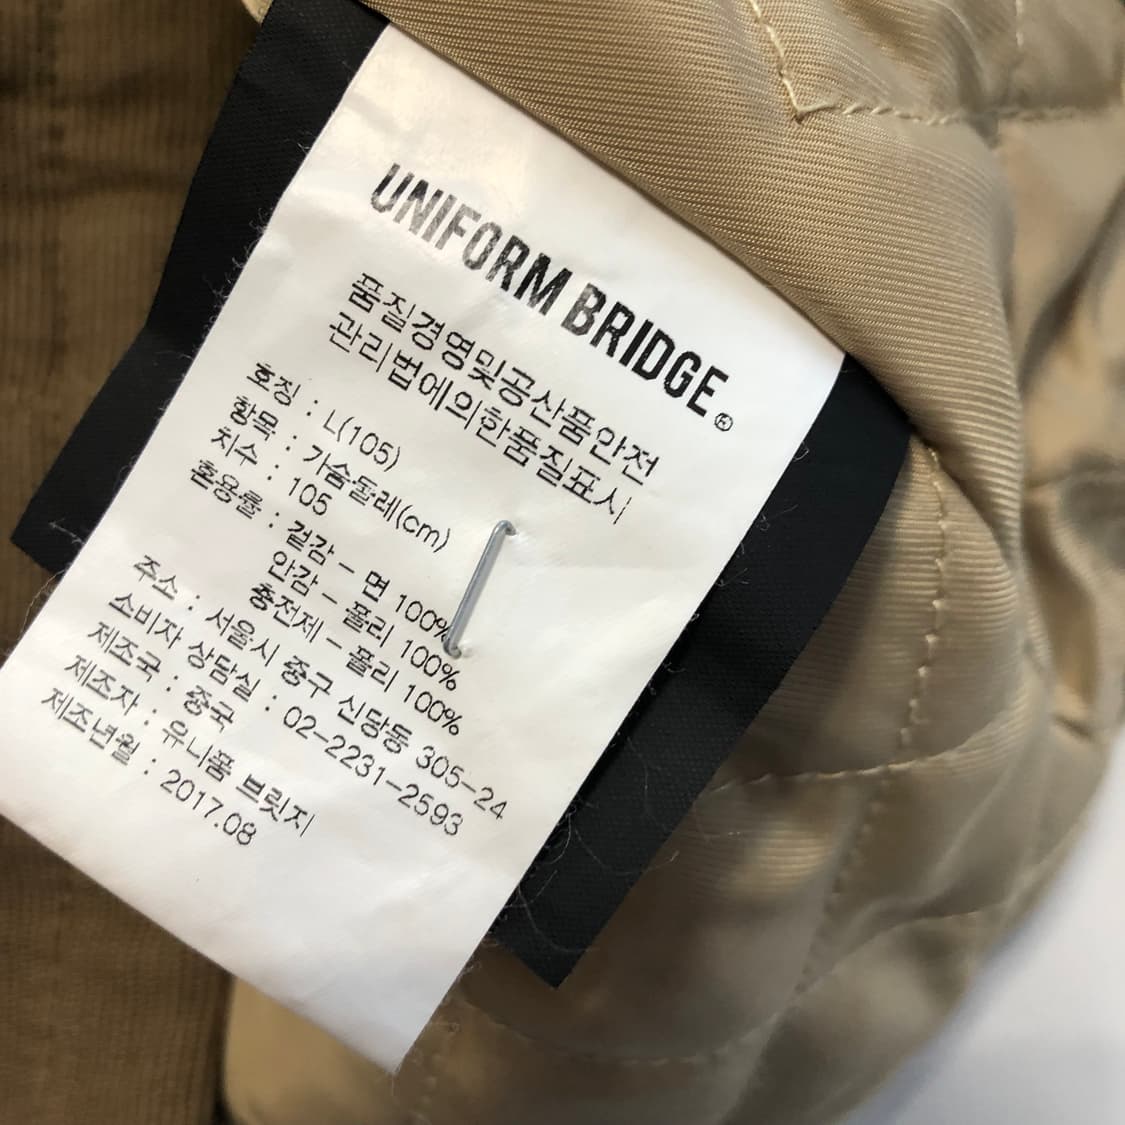 UNIFORM BRIDGE®
품질경영및공산품안전
관리법에의한품질표시
호칭 : L(105)
항목 : 가슴둘레(cm)
치수 : 105
혼용률 : 겉감 - 면 100%
안감 - 폴리 100%
충전제 - 폴리 100%
주소 : 서울시 중구 신당동 305-24
소비자 상담실 : 02-2231-2593
제조국 : 중국
제조자 : 유니폼 브릿지
제조년월 : 2017.08